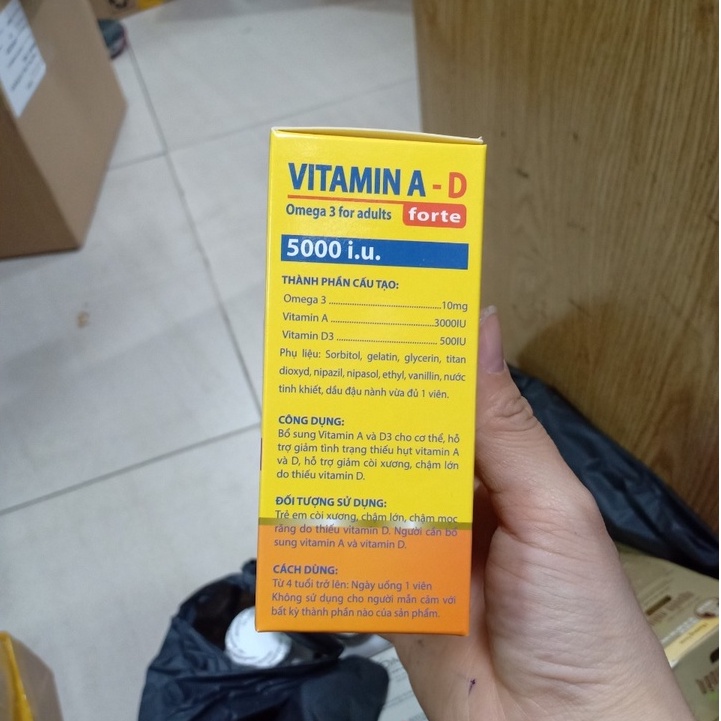 VITAMIN A - D
Omega 3 for adults forte
5000 i.u.
THÀNH PHẦN CẤU TẠO:
Omega 3 ........................................10mg
Vitamin A .....................................3000IU
Vitamin D3 ................................... 500IU
Phụ liệu: Sorbitol, gelatin, glycerin, titan
dioxyd, nipazil, nipasol, ethyl, vanillin, nước
tinh khiết, dầu đậu nành vừa đủ 1 viên.
CÔNG DỤNG:
Bổ sung Vitamin A và D3 cho cơ thể, hỗ
trợ giảm tình trạng thiếu hụt vitamin A
và D, hỗ trợ giảm còi xương, chậm lớn
do thiếu vitamin D.
ĐỐI TƯỢNG SỬ DỤNG:
Trẻ em còi xương, chậm lớn, chậm mọc
răng do thiếu vitamin D. Người cần bổ
sung vitamin A và vitamin D.
CÁCH DÙNG:
Từ 4 tuổi trở lên: Ngày uống 1 viên
Không sử dụng cho người mẫn cảm với
bất kỳ thành phần nào của sản phẩm.